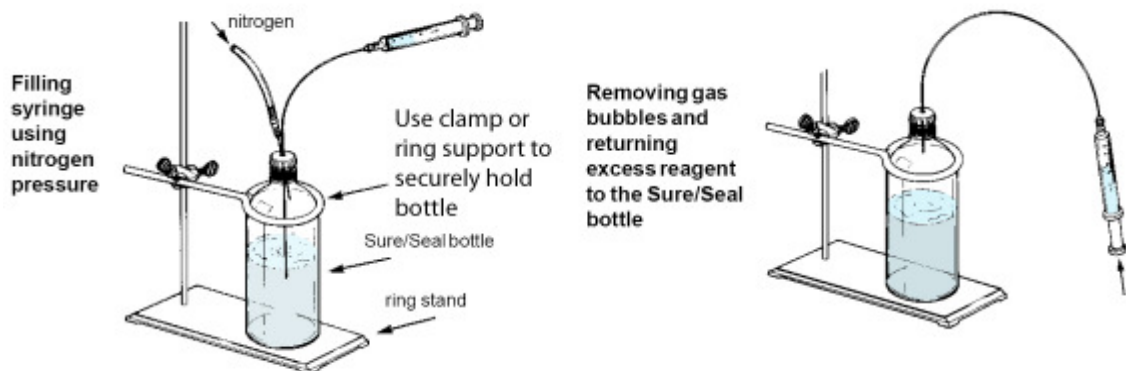 nitrogen
Filling
syringe
using
nitrogen
pressure
Use clamp or
ring support to
securely hold
bottle
Sure/Seal bottle
ring stand
Removing gas
bubbles and
returning
excess reagent
to the Sure/Seal
bottle